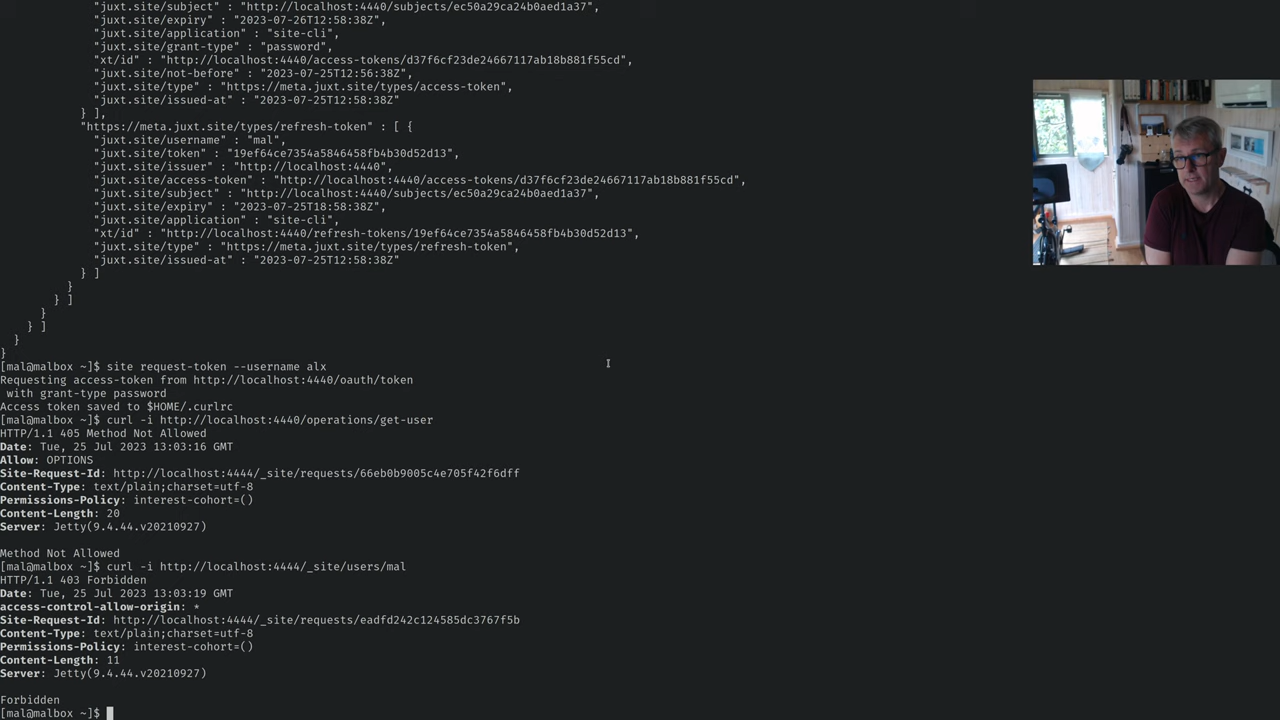 "juxt.site/subject" : "http://localhost:4440/subjects/ec50a29ca24b0aed1a37",
"juxt.site/expiry" : "2023-07-26T12:58:38Z",
"juxt.site/application" : "site-cli",
"juxt.site/grant-type" : "password",
"xt/id" : "http://localhost:4440/access-tokens/d37f6cf23de24667117ab18b881f55cd",
"juxt.site/not-before" : "2023-07-25T12:56:38Z",
"juxt.site/type" : "https://meta.juxt.site/types/access-token",
"juxt.site/issued-at" : "2023-07-25T12:58:38Z"
} ],
"https://meta.juxt.site/types/refresh-token" : [ {
"juxt.site/username" : "mal",
"juxt.site/token" : "19ef64ce7354a5846458fb4b30d52d13",
"juxt.site/issuer" : "http://localhost:4440",
"juxt.site/access-token" : "http://localhost:4440/access-tokens/d37f6cf23de24667117ab18b881f55cd",
"juxt.site/subject" : "http://localhost:4440/subjects/ec50a29ca24b0aed1a37",
"juxt.site/expiry" : "2023-07-25T18:58:38Z",
"juxt.site/application" : "site-cli",
"xt/id" : "http://localhost:4440/refresh-tokens/19ef64ce7354a5846458fb4b30d52d13",
"juxt.site/type" : "https://meta.juxt.site/types/refresh-token",
"juxt.site/issued-at" : "2023-07-25T12:58:38Z"
} ]
}
} ]
}
} ]
}
}
[mal@malbox ~]$ site request-token --username alx
Requesting access-token from http://localhost:4440/oauth/token
with grant-type password
Access token saved to $HOME/.curlrc
[mal@malbox ~]$ curl -i http://localhost:4440/operations/get-user
HTTP/1.1 405 Method Not Allowed
Date: Tue, 25 Jul 2023 13:03:16 GMT
Allow: OPTIONS
Site-Request-Id: http://localhost:4444/_site/requests/66eb0b9005c4e705f42f6dff
Content-Type: text/plain;charset=utf-8
Permissions-Policy: interest-cohort=()
Content-Length: 20
Server: Jetty(9.4.44.v20210927)
Method Not Allowed
[mal@malbox ~]$ curl -i http://localhost:4444/_site/users/mal
HTTP/1.1 403 Forbidden
Date: Tue, 25 Jul 2023 13:03:19 GMT
access-control-allow-origin: *
Site-Request-Id: http://localhost:4444/_site/requests/eadfd242c124585dc3767f5b
Content-Type: text/plain;charset=utf-8
Permissions-Policy: interest-cohort=()
Content-Length: 11
Server: Jetty(9.4.44.v20210927)
Forbidden
[mal@malbox ~]$